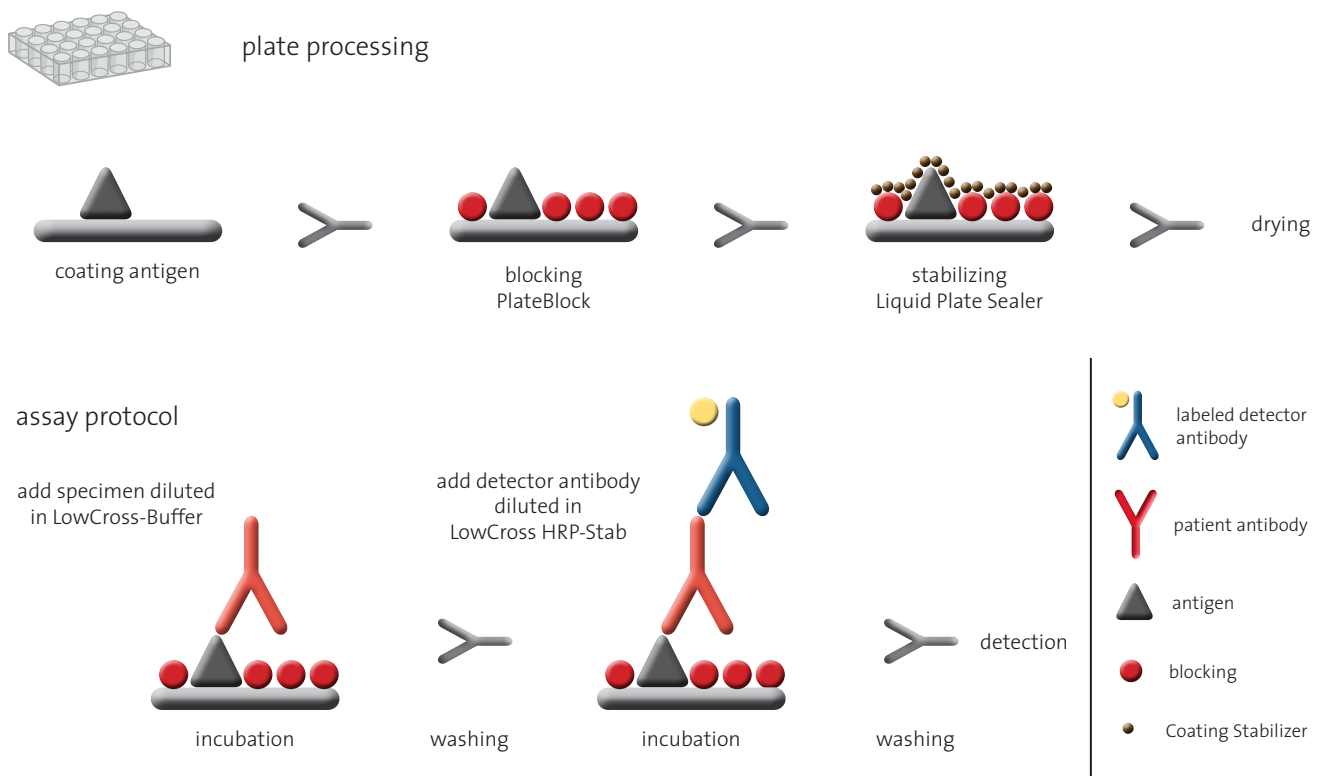 plate processing
coating antigen
blocking
PlateBlock
stabilizing
Liquid Plate Sealer
drying
assay protocol
add specimen diluted
in LowCross-Buffer
incubation
washing
add detector antibody
diluted in
LowCross HRP-Stab
incubation
washing
detection
labeled detector
antibody
patient antibody
antigen
blocking
Coating Stabilizer